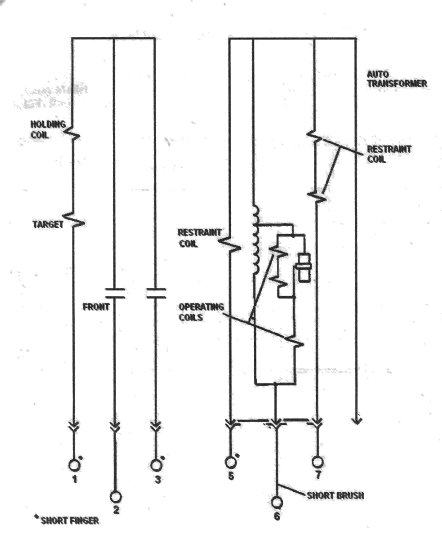 AUTO
TRANSFORMER
HOLDING
COIL
RESTRAINT
COIL
TARGET
RESTRAINT
COIL
FRONT
OPERATING
COILS
1
*
2
3
*
5
*
6
7
SHORT BRUSH
*SHORT FINGER